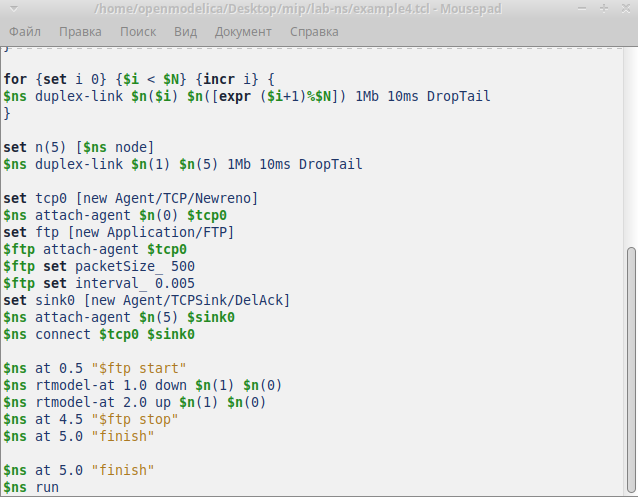 /home/openmodelica/Desktop/mip/lab-ns/example4.tcl - Mousepad
Файл Правка Поиск Вид Документ Справка
}
for {set i 0} {$i < $N} {incr i} {
$ns duplex-link $n($i) $n([expr ($i+1)%$N]) 1Mb 10ms DropTail
}
set n(5) [$ns node]
$ns duplex-link $n(1) $n(5) 1Mb 10ms DropTail
set tcp0 [new Agent/TCP/Newreno]
$ns attach-agent $n(0) $tcp0
set ftp [new Application/FTP]
$ftp attach-agent $tcp0
$ftp set packetSize_ 500
$ftp set interval_ 0.005
set sink0 [new Agent/TCPSink/DelAck]
$ns attach-agent $n(5) $sink0
$ns connect $tcp0 $sink0
$ns at 0.5 "$ftp start"
$ns rtmodel-at 1.0 down $n(1) $n(0)
$ns rtmodel-at 2.0 up $n(1) $n(0)
$ns at 4.5 "$ftp stop"
$ns at 5.0 "finish"
$ns at 5.0 "finish"
$ns run